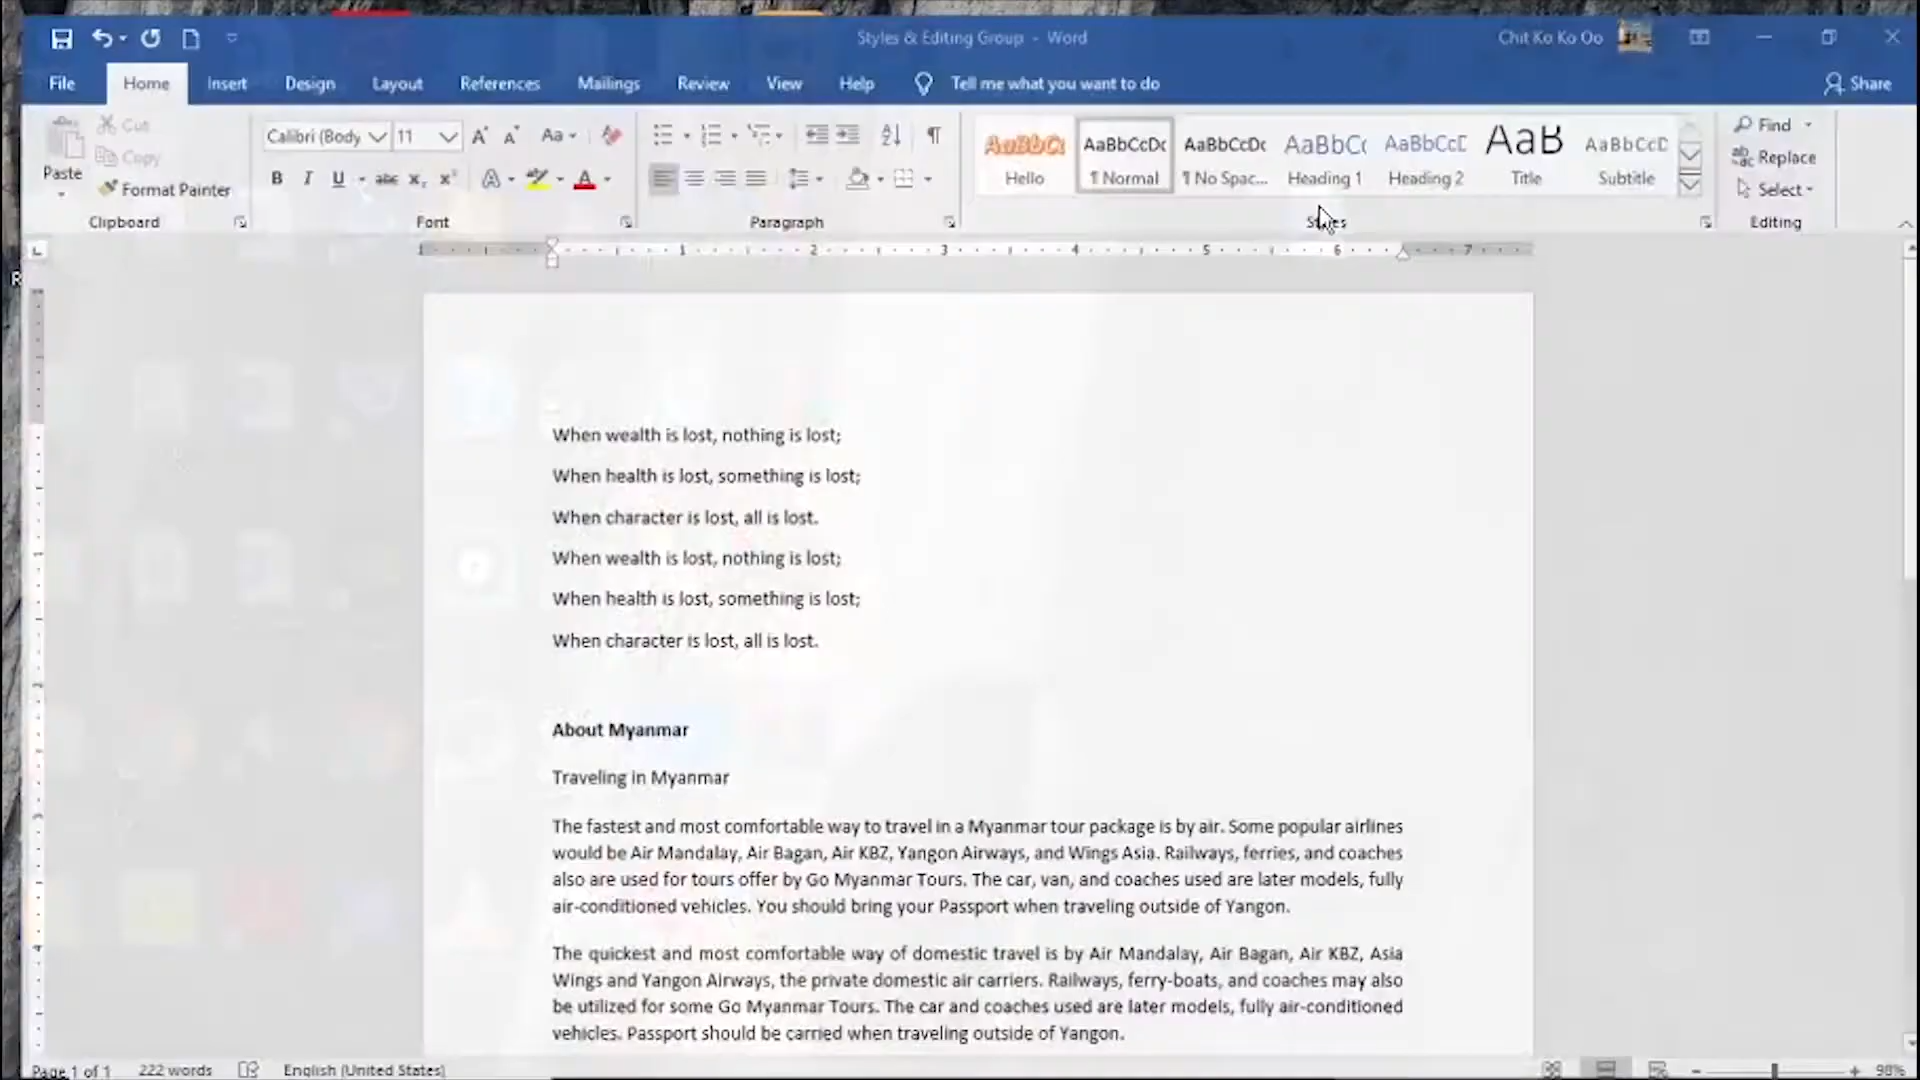 Styles & Editing Group - Word
Chit Ko Ko Oo
File Home Insert Design Layout References Mailings Review View Help Tell me what you want to do Share
Paste
Cut
Copy
Format Painter
Clipboard
Calibri (Body 11
Font
Paragraph
AaBbCc AaBbCcDc AaBbCcDc AaBbCc AaBbCcD AaB AaBbCcD
Hello ¶ Normal ¶ No Spac... Heading 1 Heading 2 Title Subtitle
Styles
Find
Replace
Select
Editing
1 1 2 3 4 5 6 7
When wealth is lost, nothing is lost;
When health is lost, something is lost;
When character is lost, all is lost.
When wealth is lost, nothing is lost;
When health is lost, something is lost;
When character is lost, all is lost.
About Myanmar
Traveling in Myanmar
The fastest and most comfortable way to travel in a Myanmar tour package is by air. Some popular airlines
would be Air Mandalay, Air Bagan, Air KBZ, Yangon Airways, and Wings Asia. Railways, ferries, and coaches
also are used for tours offer by Go Myanmar Tours. The car, van, and coaches used are later models, fully
air-conditioned vehicles. You should bring your Passport when traveling outside of Yangon.
The quickest and most comfortable way of domestic travel is by Air Mandalay, Air Bagan, Air KBZ, Asia
Wings and Yangon Airways, the private domestic air carriers. Railways, ferry-boats, and coaches may also
be utilized for some Go Myanmar Tours. The car and coaches used are later models, fully air-conditioned
vehicles. Passport should be carried when traveling outside of Yangon.
Page 1 of 1 222 words English (United States) 98%